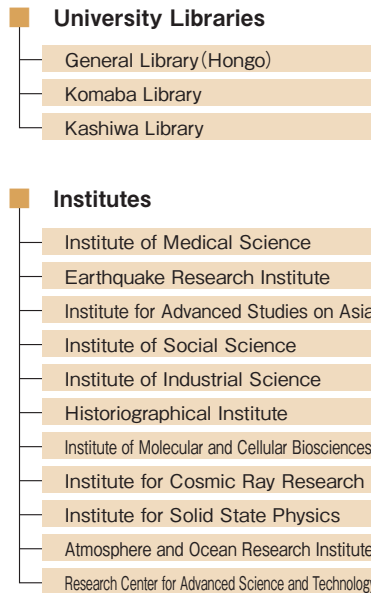 University Libraries
General Library(Hongo)
Komaba Library
Kashiwa Library
Institutes
Institute of Medical Science
Earthquake Research Institute
Institute for Advanced Studies on Asia
Institute of Social Science
Institute of Industrial Science
Historiographical Institute
Institute of Molecular and Cellular Biosciences
Institute for Cosmic Ray Research
Institute for Solid State Physics
Atmosphere and Ocean Research Institute
Research Center for Advanced Science and Technology